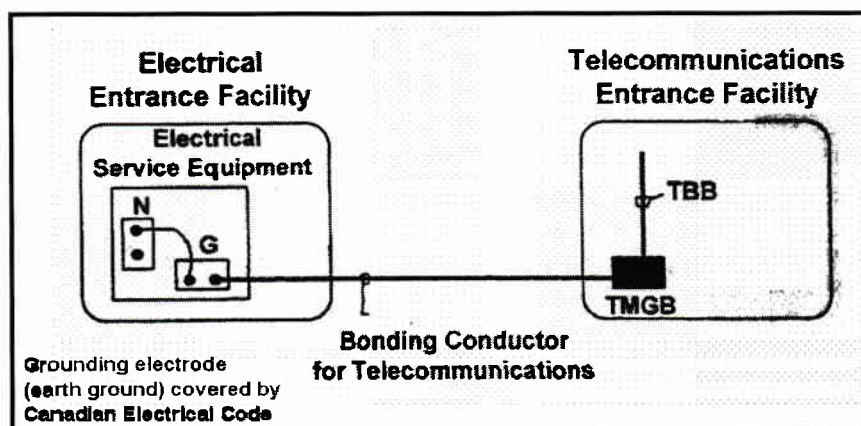 Electrical
Entrance Facility
Telecommunications
Entrance Facility
Electrical
Service Equipment
N
G
TBB
TMGB
Bonding Conductor
for Telecommunications
Grounding electrode
(earth ground) covered by
Canadian Electrical Code